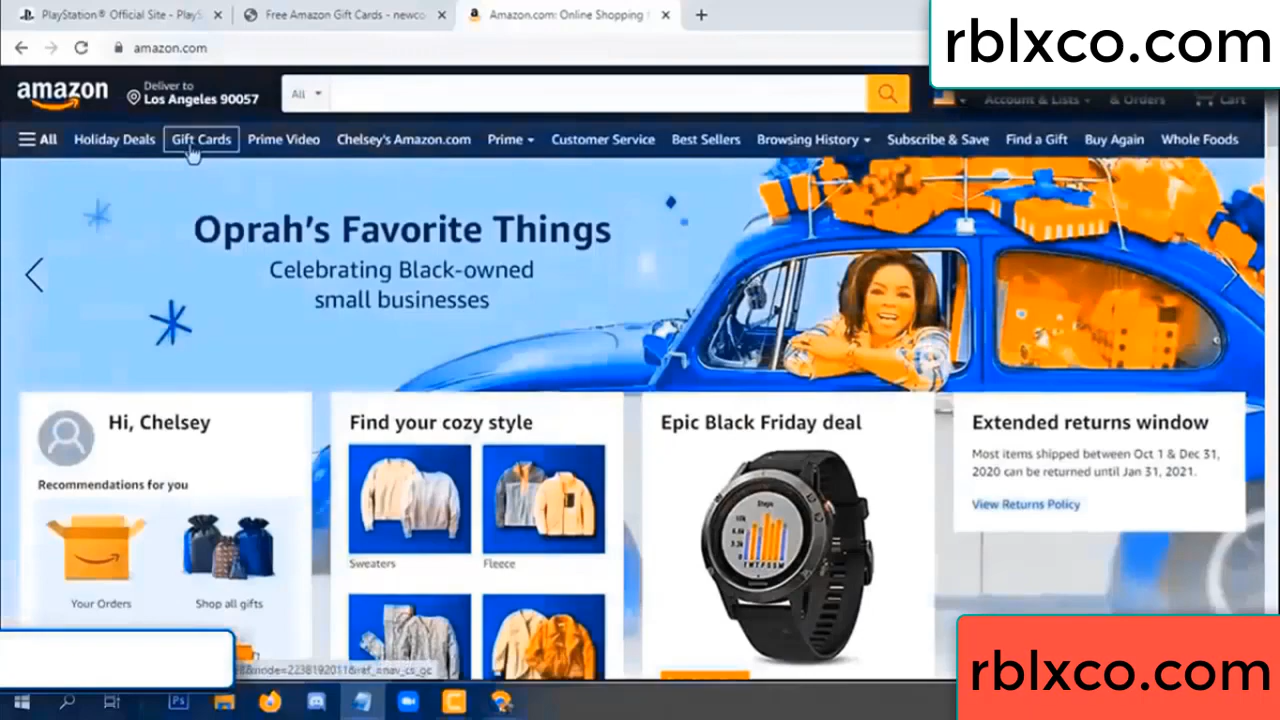 PlayStation® Official Site - PlayS
Free Amazon Gift Cards - newco
Amazon.com: Online Shopping
amazon.com
rblxco.com
amazon
Deliver to
Los Angeles 90057
All
Account & Lists
& Orders
Cart
All
Holiday Deals
Gift Cards
Prime Video
Chelsey's Amazon.com
Prime
Customer Service
Best Sellers
Browsing History
Subscribe & Save
Find a Gift
Buy Again
Whole Foods
Oprah's Favorite Things
Celebrating Black-owned
small businesses
Hi, Chelsey
Recommendations for you
Your Orders
Shop all gifts
Find your cozy style
Sweaters
Fleece
Epic Black Friday deal
Steps
Extended returns window
Most items shipped between Oct 1 & Dec 31,
2020 can be returned until Jan 31, 2021.
View Returns Policy
Ps
rblxco.com